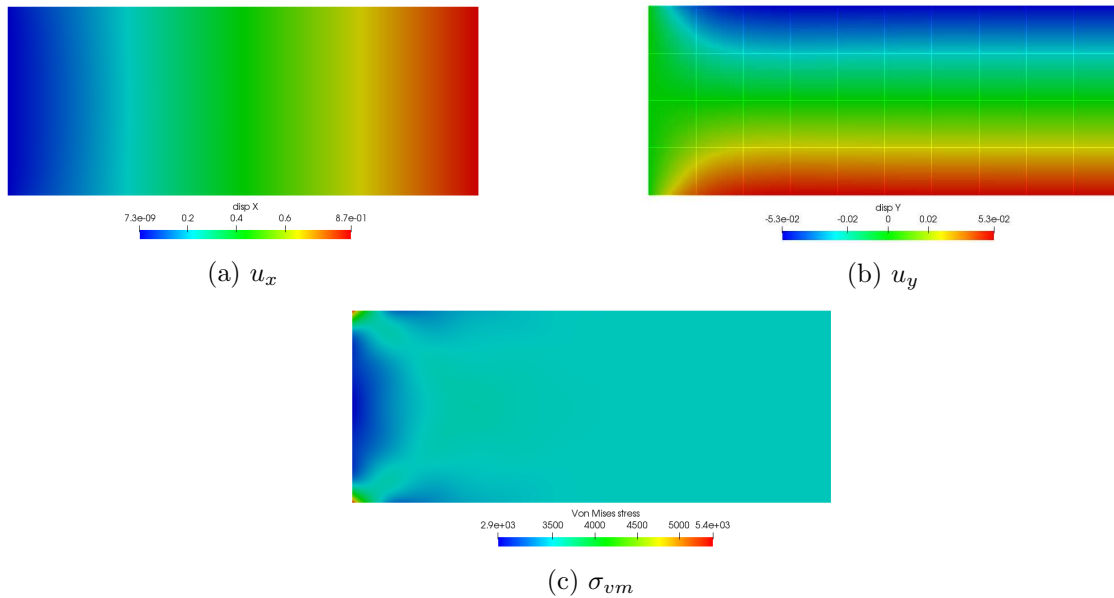 disp X
7.3e-09 0.2 0.4 0.6 8.7e-01
(a) u_x
disp Y
-5.3e-02 -0.02 0 0.02 5.3e-02
(b) u_y
Von Mises stress
2.9e+03 3500 4000 4500 5000 5.4e+03
(c) σ_{vm}